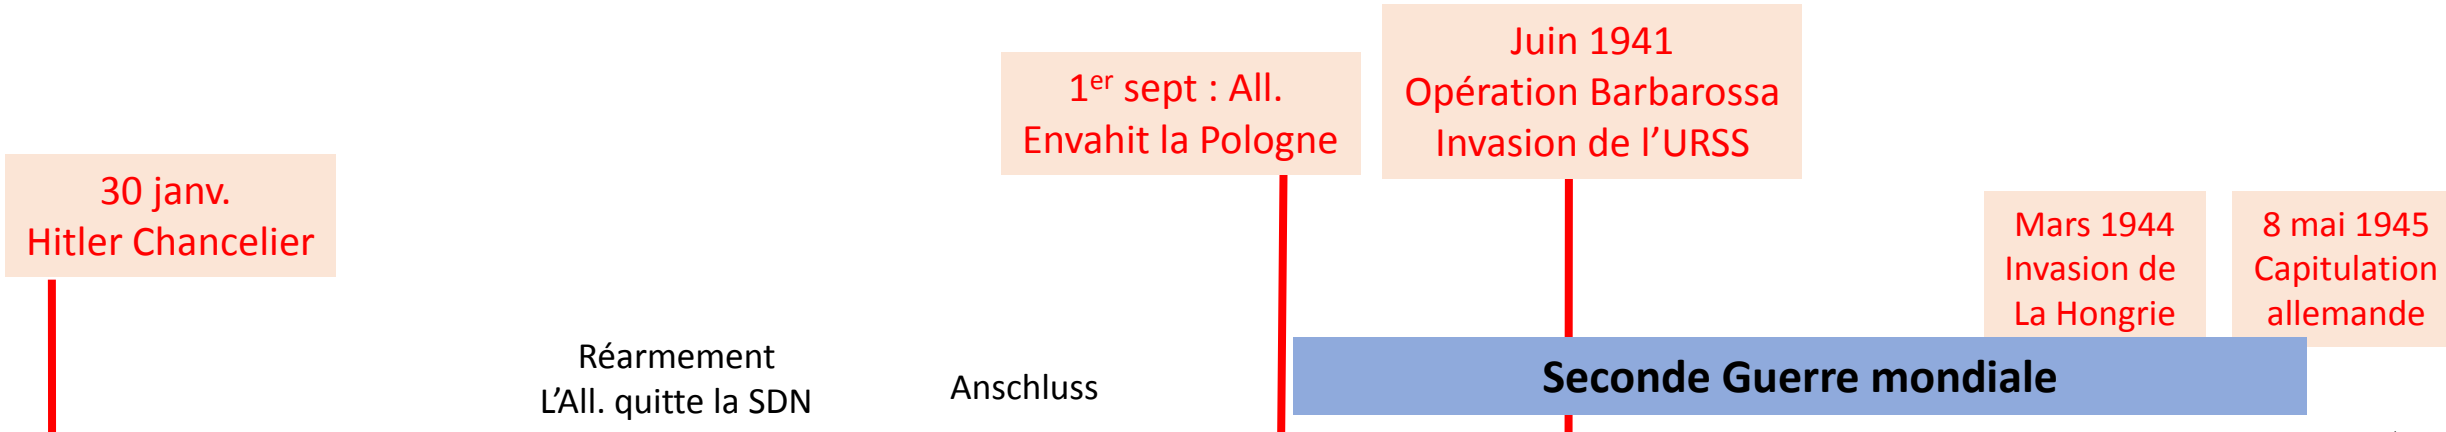 30 janv.
Hitler Chancelier
Réarmement
L’All. quitte la SDN
Anschluss
1er sept : All.
Envahit la Pologne
Juin 1941
Opération Barbarossa
Invasion de l’URSS
Mars 1944
Invasion de
La Hongrie
8 mai 1945
Capitulation
allemande
Seconde Guerre mondiale